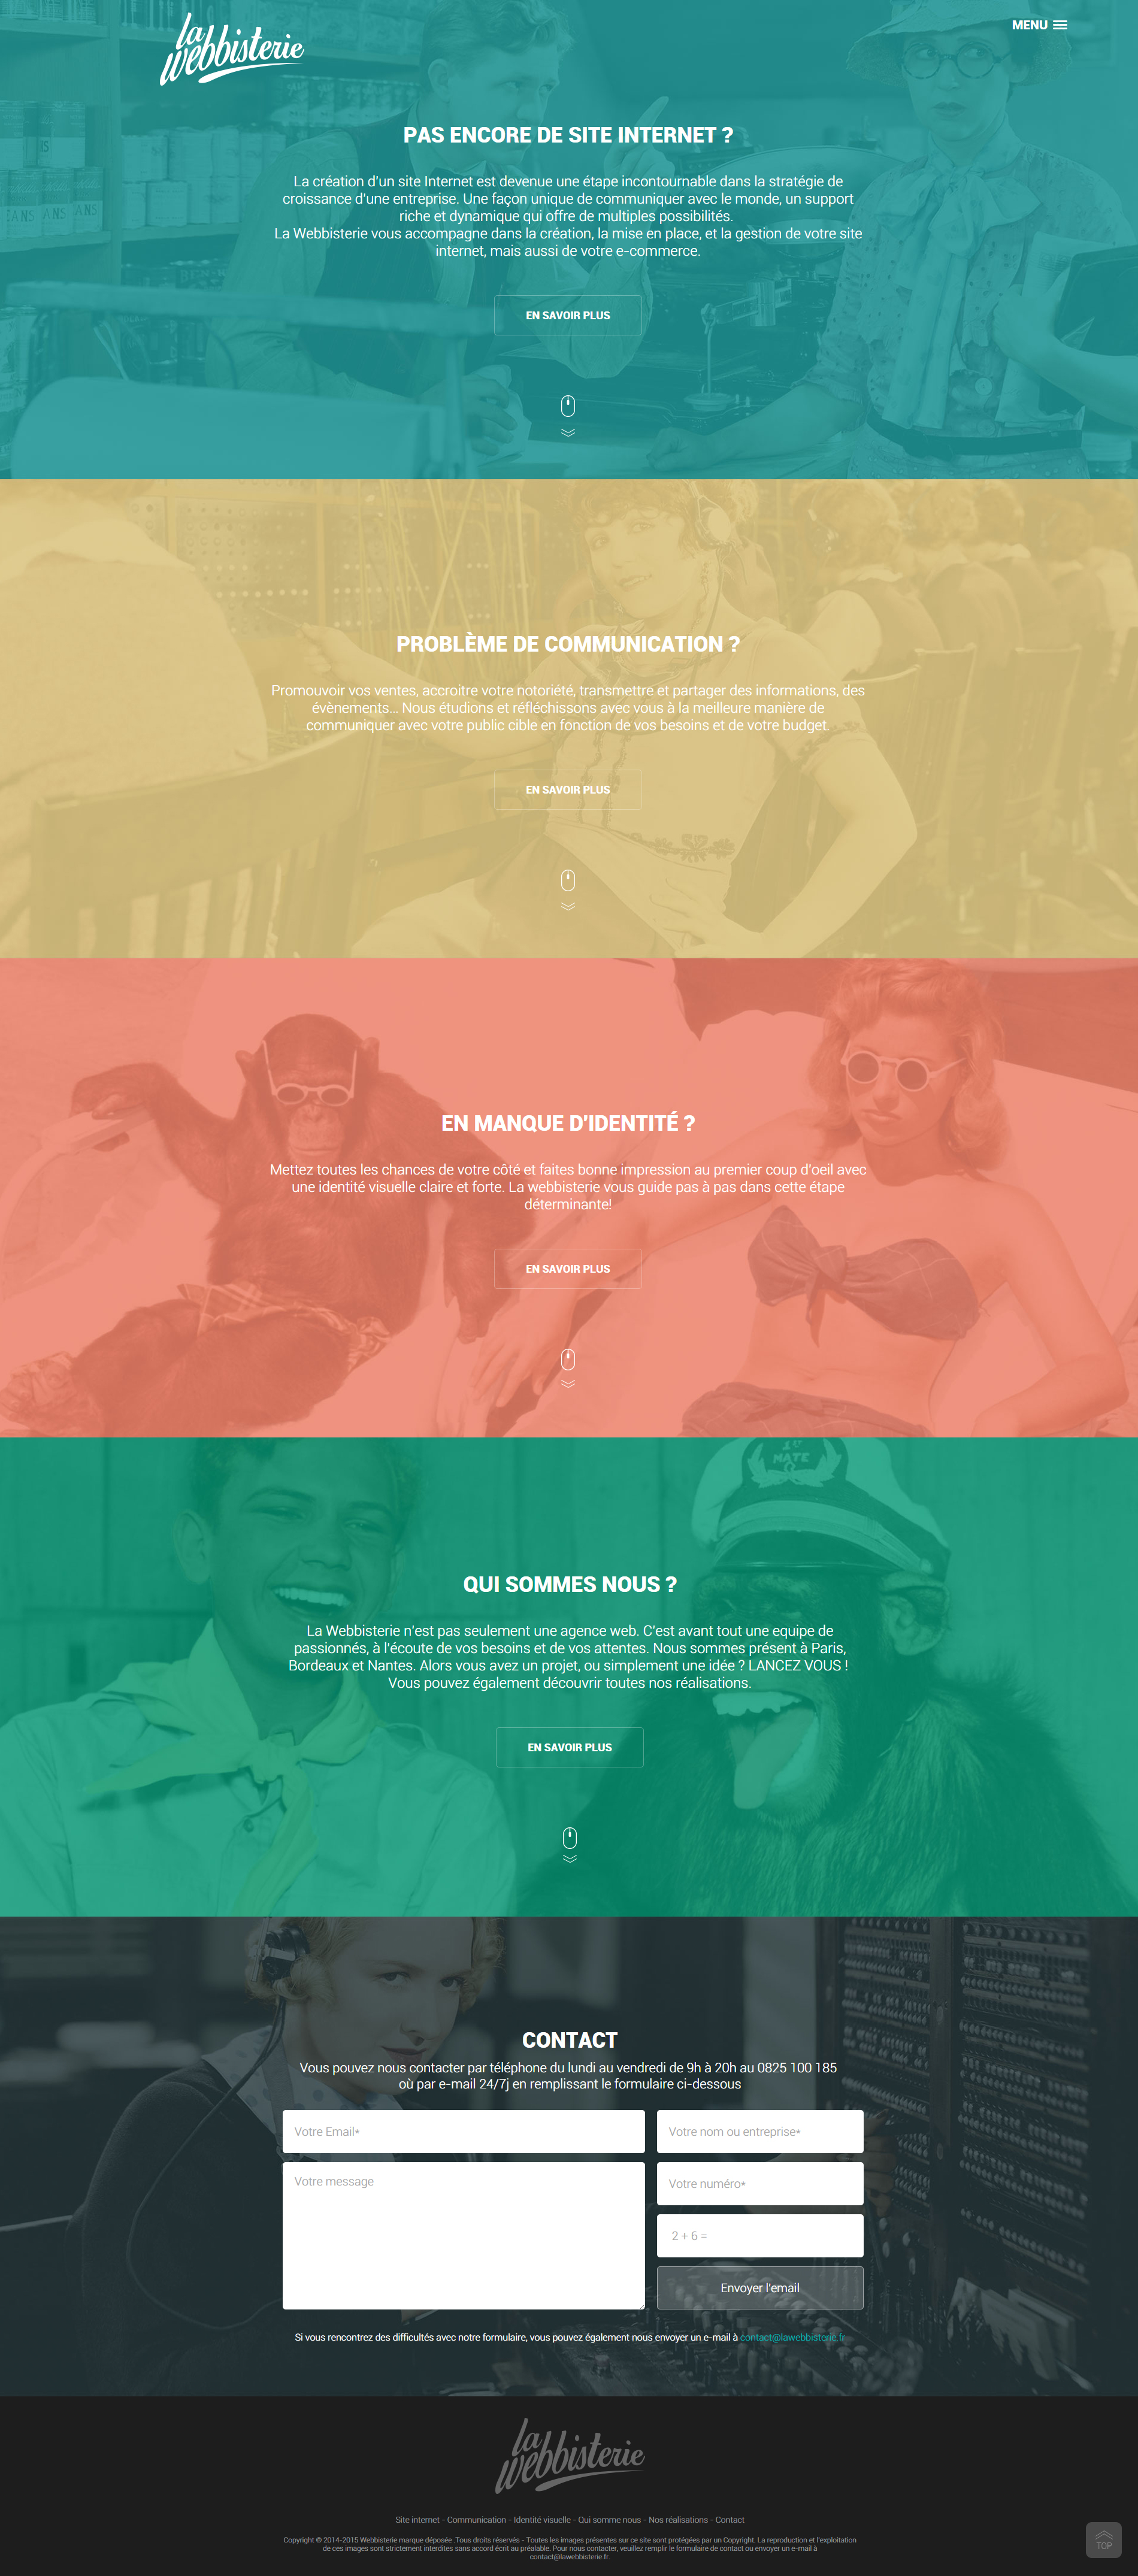 la webbisterie
MENU
PAS ENCORE DE SITE INTERNET ?
La création d'un site Internet est devenue une étape incontournable dans la stratégie de
croissance d'une entreprise. Une façon unique de communiquer avec le monde, un support
riche et dynamique qui offre de multiples possibilités.
La Webbisterie vous accompagne dans la création, la mise en place, et la gestion de votre site
internet, mais aussi de votre e-commerce.
EN SAVOIR PLUS
PROBLÈME DE COMMUNICATION ?
Promouvoir vos ventes, accroitre votre notoriété, transmettre et partager des informations, des
évènements... Nous étudions et réfléchissons avec vous à la meilleure manière de
communiquer avec votre public cible en fonction de vos besoins et de votre budget.
EN SAVOIR PLUS
EN MANQUE D'IDENTITÉ ?
Mettez toutes les chances de votre côté et faites bonne impression au premier coup d'oeil avec
une identité visuelle claire et forte. La webbisterie vous guide pas à pas dans cette étape
déterminante!
EN SAVOIR PLUS
1ST
MATE
QUI SOMMES NOUS ?
La Webbisterie n'est pas seulement une agence web. C'est avant tout une equipe de
passionnés, à l'écoute de vos besoins et de vos attentes. Nous sommes présent à Paris,
Bordeaux et Nantes. Alors vous avez un projet, ou simplement une idée ? LANCEZ VOUS !
Vous pouvez également découvrir toutes nos réalisations.
EN SAVOIR PLUS
CONTACT
Vous pouvez nous contacter par téléphone du lundi au vendredi de 9h à 20h au 0825 100 185
où par e-mail 24/7j en remplissant le formulaire ci-dessous
Votre Email*
Votre nom ou entreprise*
Votre message
Votre numéro*
2 + 6 =
Envoyer l'email
Si vous rencontrez des difficultés avec notre formulaire, vous pouvez également nous envoyer un e-mail à contact@lawebbisterie.fr
la webbisterie
Site internet - Communication - Identité visuelle - Qui somme nous - Nos réalisations - Contact
Copyright © 2014-2015 Webbisterie marque déposée .Tous droits réservés - Toutes les images présentes sur ce site sont protégées par un Copyright. La reproduction et l'exploitation
de ces images sont strictement interdites sans accord écrit au préalable. Pour nous contacter, veuillez remplir le formulaire de contact ou envoyer un e-mail à
contact@lawebbisterie.fr.
TOP